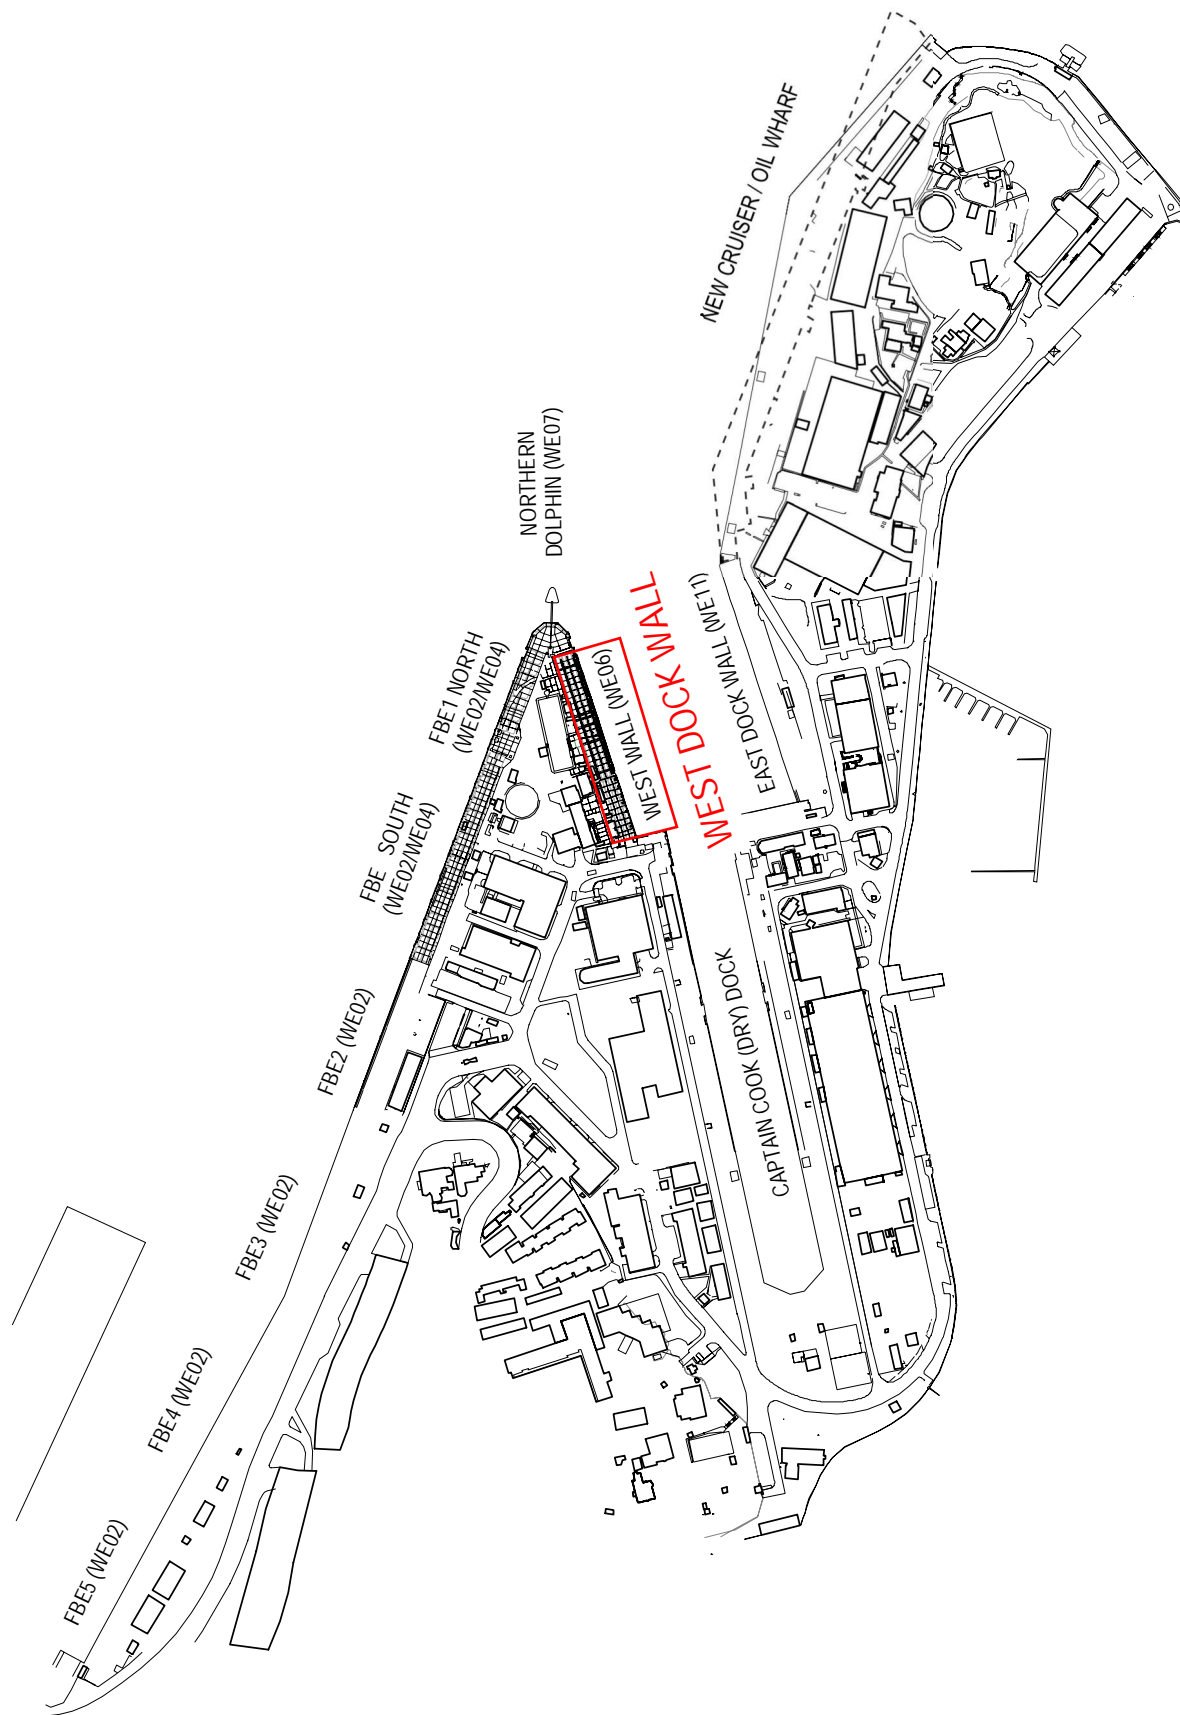 NEW CRUISER / OIL WHARF
NORTHERN
DOLPHIN (WE07)
FBE1 NORTH
(WE02/WE04)
WEST WALL (WE06)
WEST DOCK WALL
EAST DOCK WALL (WE11)
FBE SOUTH
(WE02/WE04)
FBE2 (WE02)
CAPTAIN COOK (DRY) DOCK
FBE3 (WE02)
FBE4 (WE02)
FBE5 (WE02)